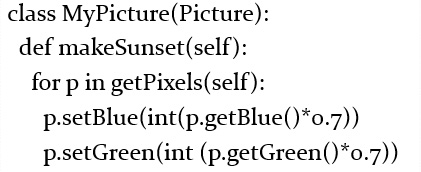 class MyPicture(Picture):
def makeSunset(self):
for p in getPixels(self):
p.setBlue(int(p.getBlue()*0.7))
p.setGreen(int (p.getGreen()*0.7))